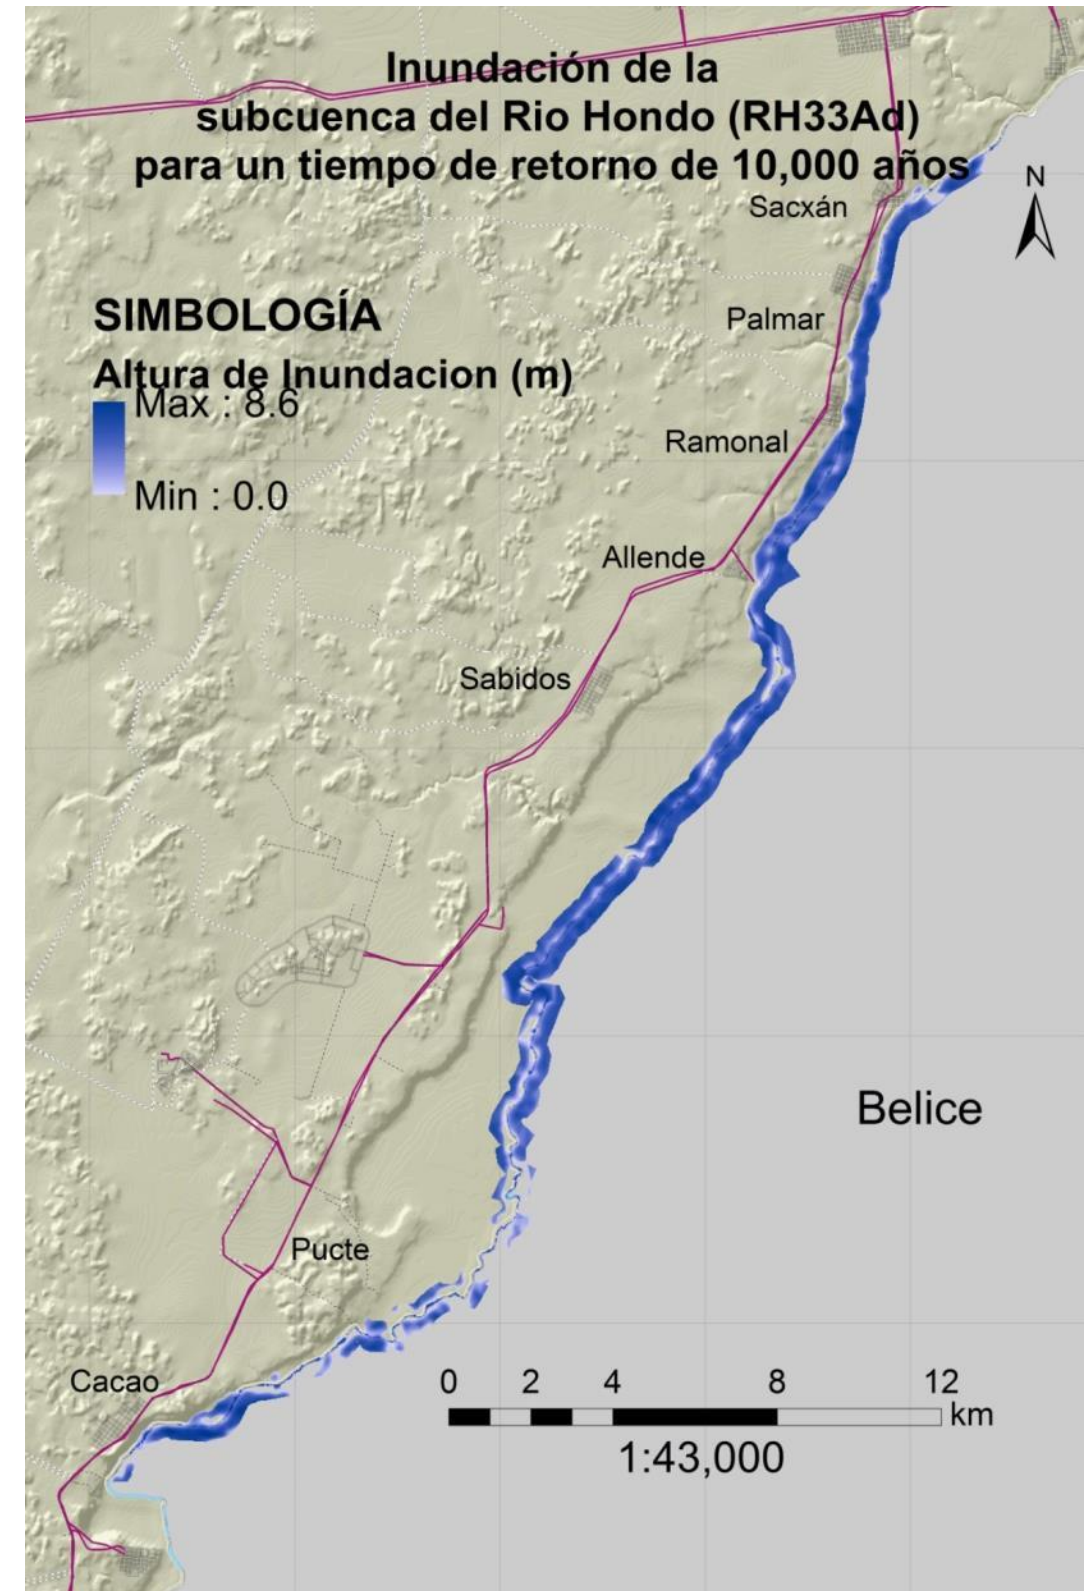 Inundación de la
subcuenca del Rio Hondo (RH33Ad)
para un tiempo de retorno de 10,000 años
N
Sacxán
SIMBOLOGÍA
Palmar
Altura de Inundacion (m)
Max : 8.6
Ramonal
Min : 0.0
Allende
Sabidos
Belice
Pucte
Cacao
0 2 4 8 12
km
1:43,000